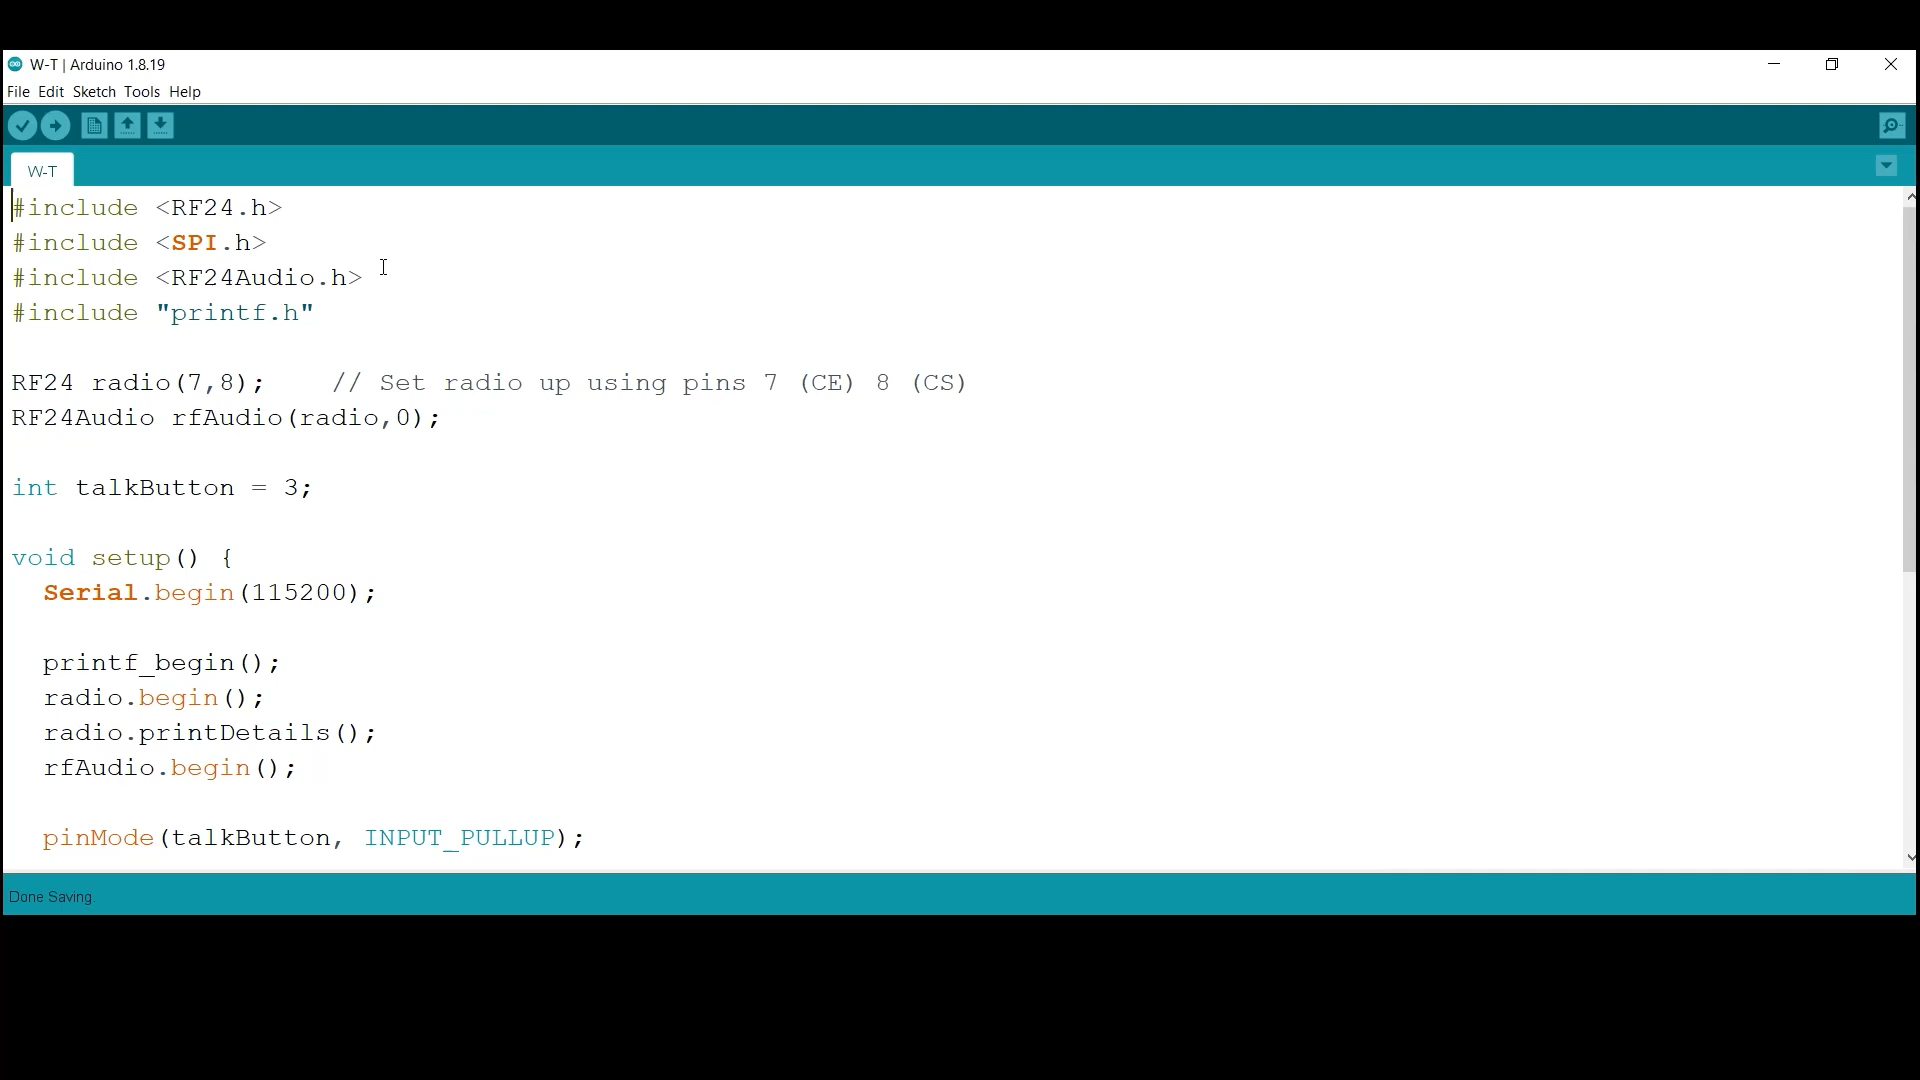 W-T | Arduino 1.8.19
File Edit Sketch Tools Help
W-T
#include <RF24.h>
#include <SPI.h>
#include <RF24Audio.h>
#include "printf.h"
RF24 radio(7,8);    // Set radio up using pins 7 (CE) 8 (CS)
RF24Audio rfAudio(radio,0);
int talkButton = 3;
void setup() {
  Serial.begin(115200);
  printf_begin();
  radio.begin();
  radio.printDetails();
  rfAudio.begin();
  pinMode(talkButton, INPUT_PULLUP);
Done Saving.